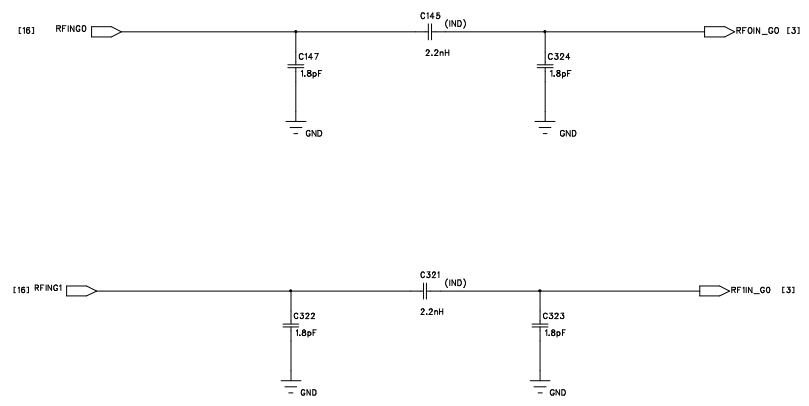 C145 (IND)
[16] RFING0 RF0IN_G0 [3]
2.2nH
C147 C324
1.8pF 1.8pF
GND GND
C321 (IND)
[16] RFING1 RF1IN_G0 [3]
2.2nH
C322 C323
1.8pF 1.8pF
GND GND